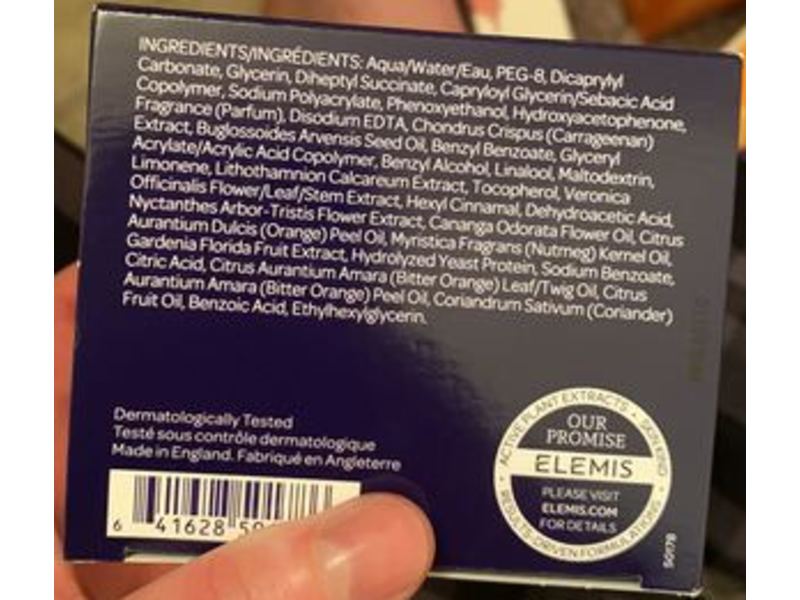 INGREDIENTS/INGRÉDIENTS: Aqua/Water/Eau, PEG-8, Dicaprylyl
Carbonate, Glycerin, Diheptyl Succinate, Capryloyl Glycerin/Sebacic Acid
Copolymer, Sodium Polyacrylate, Phenoxyethanol, Hydroxyacetophenone,
Fragrance (Parfum), Disodium EDTA, Chondrus Crispus (Carrageenan)
Extract, Buglossoides Arvensis Seed Oil, Benzyl Benzoate, Glyceryl
Acrylate/Acrylic Acid Copolymer, Benzyl Alcohol, Linalool, Maltodextrin,
Limonene, Lithothamnion Calcareum Extract, Tocopherol, Veronica
Officinalis Flower/Leaf/Stem Extract, Hexyl Cinnamal, Dehydroacetic Acid,
Nyctanthes Arbor-Tristis Flower Extract, Cananga Odorata Flower Oil, Citrus
Aurantium Dulcis (Orange) Peel Oil, Myristica Fragrans (Nutmeg) Kernel Oil,
Gardenia Florida Fruit Extract, Hydrolyzed Yeast Protein, Sodium Benzoate,
Citric Acid, Citrus Aurantium Amara (Bitter Orange) Leaf/Twig Oil, Citrus
Aurantium Amara (Bitter Orange) Peel Oil, Coriandrum Sativum (Coriander)
Fruit Oil, Benzoic Acid, Ethylhexylglycerin.
Dermatologically Tested
Testé sous contrôle dermatologique
Made in England. Fabriqué en Angleterre
6 41628 50
ACTIVE PLANT EXTRACTS • SKIN KIND
OUR
PROMISE
ELEMIS
PLEASE VISIT
ELEMIS.COM
FOR DETAILS
RESULTS-DRIVEN FORMULATIONS